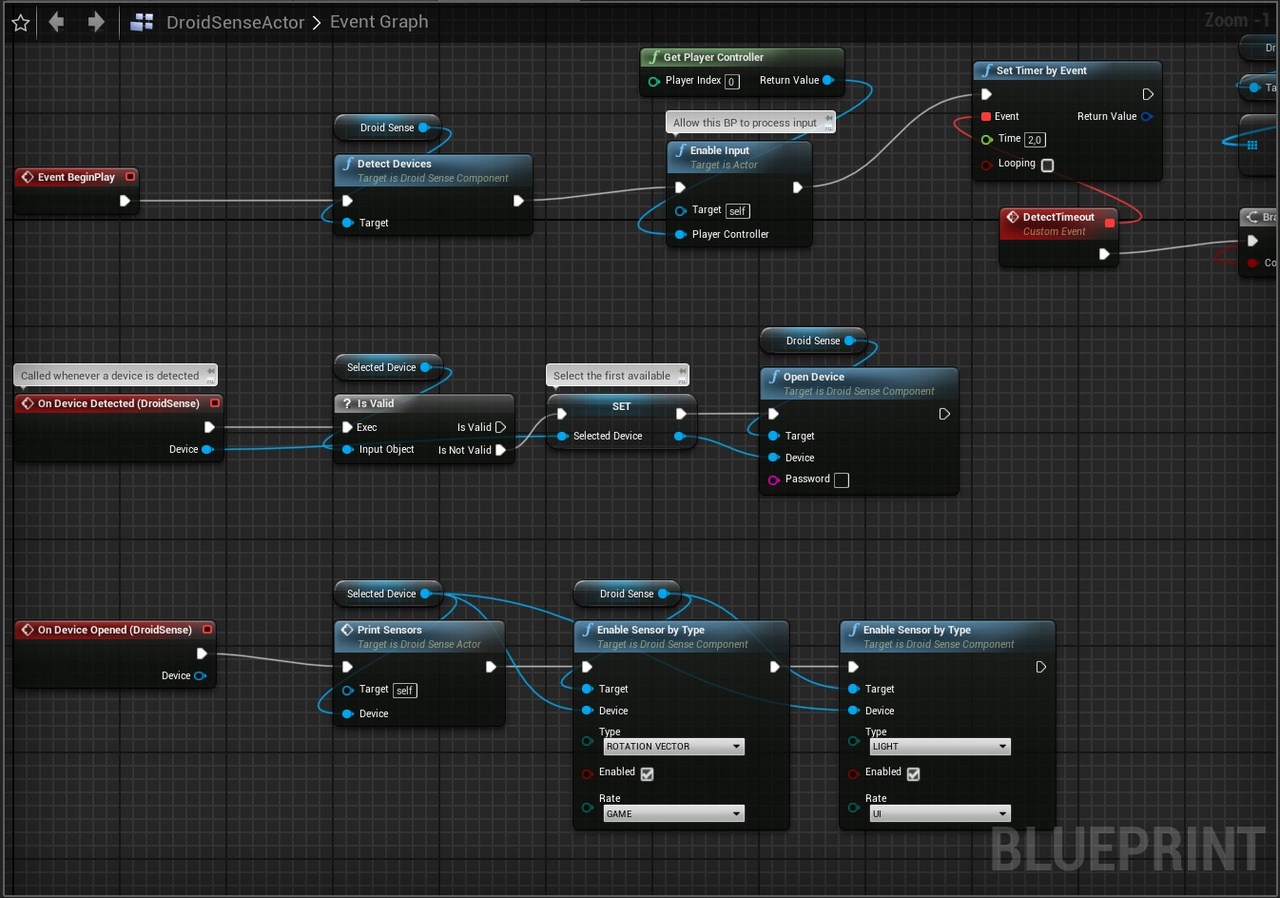 DroidSenseActor > Event Graph
Zoom -1
Get Player Controller
Player Index 0 Return Value
Allow this BP to process input
Set Timer by Event
Event Return Value
Time 2,0
Looping
Droid Sense
Detect Devices
Target is Droid Sense Component
Target
Event BeginPlay
Enable Input
Target is Actor
Target self
Player Controller
DetectTimeout
Custom Event
Dr
Ta
Bra
Co
Called whenever a device is detected
On Device Detected (DroidSense)
Device
Selected Device
Is Valid
Exec Is Valid
Input Object Is Not Valid
Select the first available
SET
Selected Device
Droid Sense
Open Device
Target is Droid Sense Component
Target
Device
Password
On Device Opened (DroidSense)
Device
Selected Device
Print Sensors
Target is Droid Sense Actor
Target self
Device
Droid Sense
Enable Sensor by Type
Target is Droid Sense Component
Target
Device
Type
ROTATION VECTOR
Enabled
Rate
GAME
Enable Sensor by Type
Target is Droid Sense Component
Target
Device
Type
LIGHT
Enabled
Rate
UI
BLUEPRINT